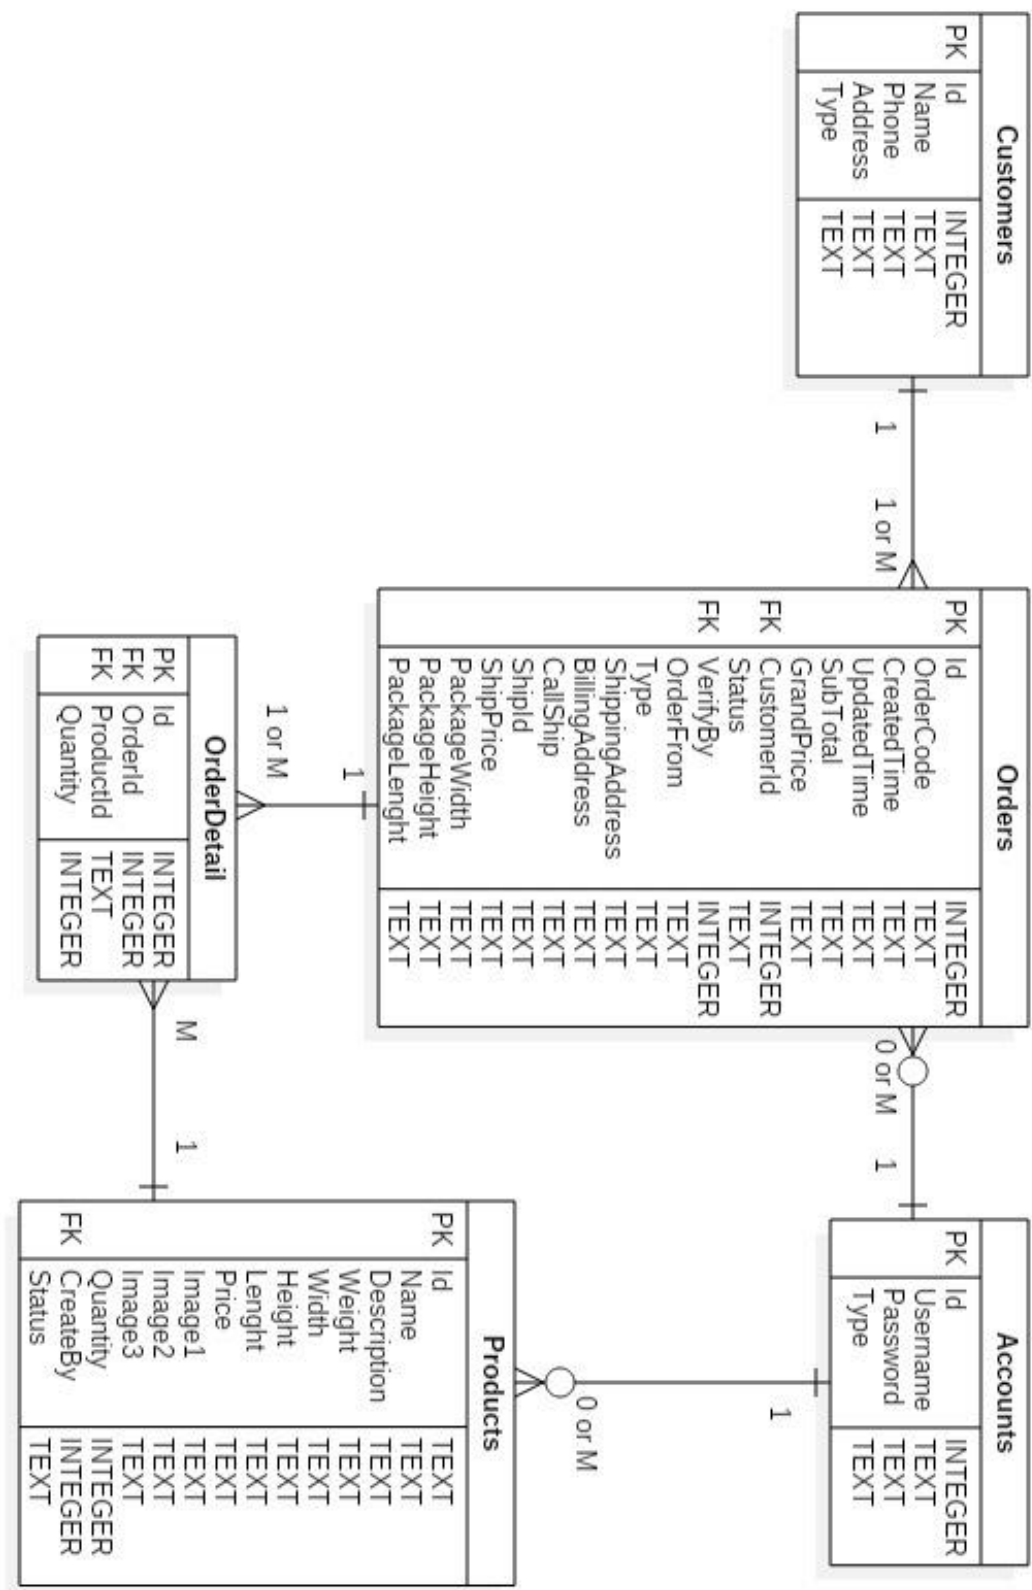 Customers
PK Id INTEGER
Name TEXT
Phone TEXT
Address TEXT
Type TEXT
1
1 or M
Orders
PK Id INTEGER
OrderCode TEXT
CreatedTime TEXT
UpdatedTime TEXT
SubTotal TEXT
GrandPrice TEXT
FK CustomerId INTEGER
Status TEXT
FK VerifyBy INTEGER
OrderFrom TEXT
Type TEXT
ShippingAddress TEXT
BillingAddress TEXT
CallShip TEXT
ShipId TEXT
ShipPrice TEXT
PackageWidth TEXT
PackageHeight TEXT
PackageLenght TEXT
0 or M
1
Accounts
PK Id INTEGER
Username TEXT
Password TEXT
Type TEXT
1
0 or M
1
1 or M
OrderDetail
PK Id INTEGER
FK OrderId INTEGER
FK ProductId TEXT
Quantity INTEGER
M
1
Products
PK Id TEXT
Name TEXT
Description TEXT
Weight TEXT
Width TEXT
Height TEXT
Lenght TEXT
Price TEXT
Image1 TEXT
Image2 TEXT
Image3 TEXT
Quantity INTEGER
FK CreateBy INTEGER
Status TEXT